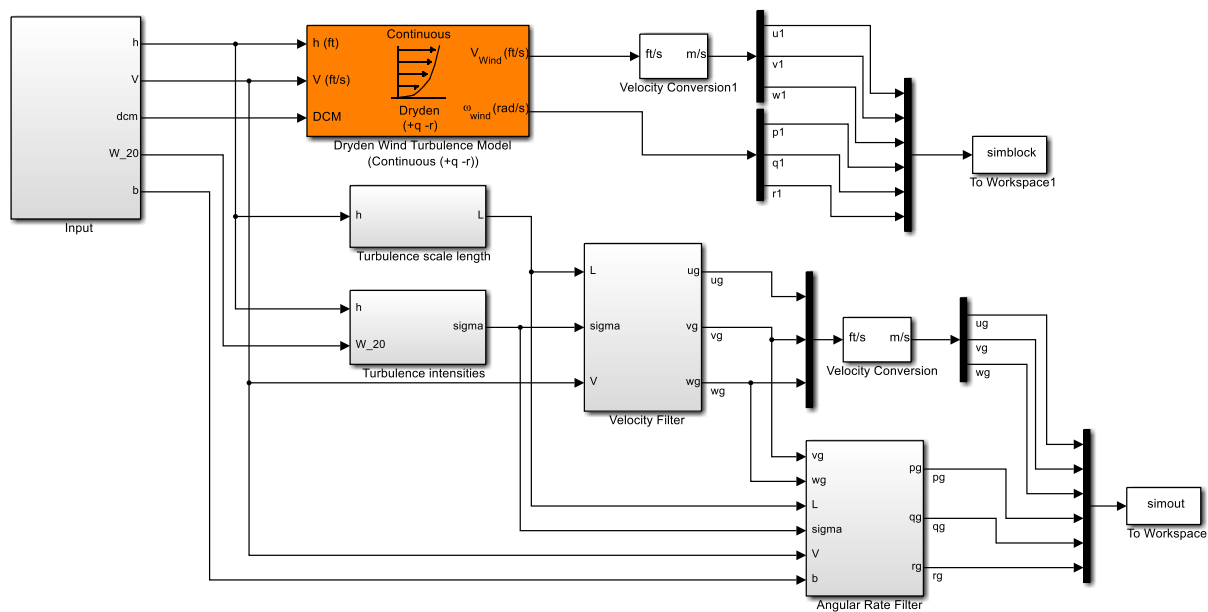 h
V
dcm
W_20
b
Input
Continuous
h (ft)
V (ft/s)
DCM
V Wind (ft/s)
ω wind (rad/s)
Dryden
(+q -r)
Dryden Wind Turbulence Model
(Continuous (+q -r))
ft/s m/s
Velocity Conversion1
u1
v1
w1
p1
q1
r1
simblock
To Workspace1
h L
Turbulence scale length
h
sigma
W_20
Turbulence intensities
L
sigma
V
ug
vg
wg
Velocity Filter
ug
vg
wg
ft/s m/s
Velocity Conversion
ug
vg
wg
vg
wg
L
sigma
V
b
pg
qg
rg
Angular Rate Filter
pg
qg
rg
simout
To Workspace